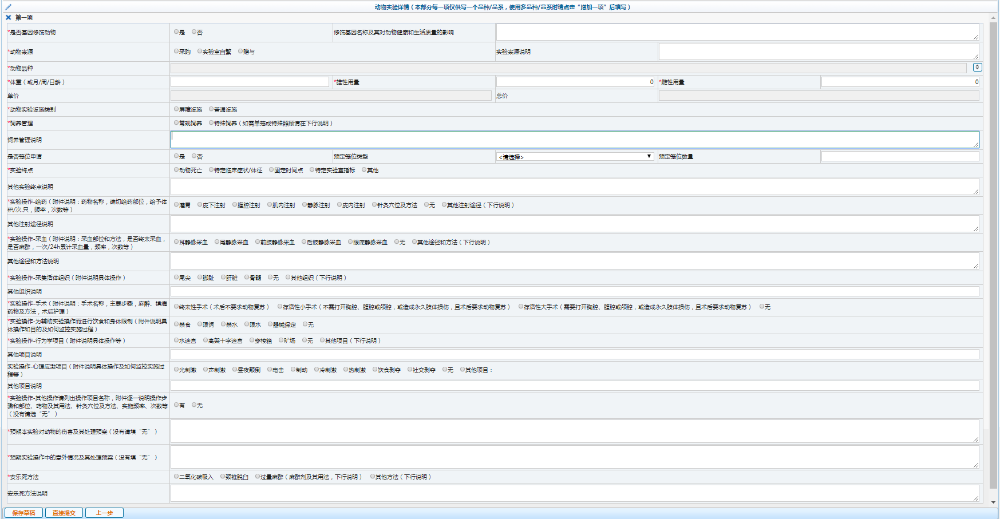 动物实验详情（本部分每一项仅供写一个品种/品系，使用多品种/品系时请点击“增加一项”后填写）
第一项
*是否基因修饰动物 是 否 修饰基因名称及其对动物健康和生活质量的影响
*动物来源 采购 实验室自繁 赠与 实验来源说明
*动物品种
*体重（或月/周/日龄） *雄性用量 0 *雌性用量 0
单价 总价
*动物实验设施类别 屏障设施 普通设施
*饲养管理 常规饲养 特殊饲养（如需单笼或特殊照顾请在下行说明）
饲养管理说明
是否笼位申请 是 否 预定笼位类型 <请选择> 预定笼位数量
*实验终点 动物死亡 特定临床症状/体征 固定时间点 特定实验室指标 其他
其他实验终点说明
*实验操作-给药（附件说明：药物名称，确切给药部位，给予体
积/次.只，频率，次数等） 灌胃 皮下注射 腹腔注射 肌内注射 静脉注射 皮内注射 针灸穴位及方法 无 其他注射途径（下行说明）
其他注射途径说明
*实验操作-采血（附件说明：采血部位和方法，是否终末采血，
是否麻醉，一次/24h累计采血量，频率，次数等） 耳静脉采血 尾静脉采血 前肢静脉采血 后肢静脉采血 眼底静脉采血 无 其他途径和方法（下行说明）
其他途径和方法说明
*实验操作-采集活体组织（附件说明具体操作） 尾尖 脚趾 肝脏 骨髓 无 其他组织（下行说明）
其他组织说明
*实验操作-手术（附件说明：手术名称，主要步骤，麻醉、镇痛
药物及方法，术后护理） 终末性手术（术后不要求动物复苏） 存活性小手术（不需打开胸腔、腹腔或颅腔，或造成永久肢体损伤，且术后要求动物复苏） 存活性大手术（需要打开胸腔、腹腔或颅腔，或造成永久肢体损伤，且术后要求动物复苏） 无
*实验操作-为辅助实验操作而进行饮食和身体限制（附件说明具
体操作和目的及如何监控实施过程） 禁食 限饲 禁水 限水 器械保定 无
*实验操作-行为学项目（附件说明具体操作等） 水迷宫 高架十字迷宫 穿梭箱 旷场 无 其他项目（下行说明）
其他项目说明
实验操作-心理应激项目（附件说明具体操作及如何监控实施过
程等） 光刺激 声刺激 昼夜颠倒 电击 制动 冷刺激 热刺激 饮食剥夺 社交剥夺 无 其他项目：
其他项目说明
*实验操作-其他操作请列出操作项目名称，附件逐一说明操作步
骤和部位、药物及其用法、针灸穴位及方法、实施频率、次数等
（没有请选“无”） 有 无
*预期本实验对动物的伤害及其处理预案（没有请填“无”）
*预期实验操作中的意外情况及其处理预案（没有填“无”）
*安乐死方法 二氧化碳吸入 颈椎脱臼 过量麻醉（麻醉剂及其用法，下行说明） 其他方法（下行说明）
安乐死方法说明
保存草稿 直接提交 上一步